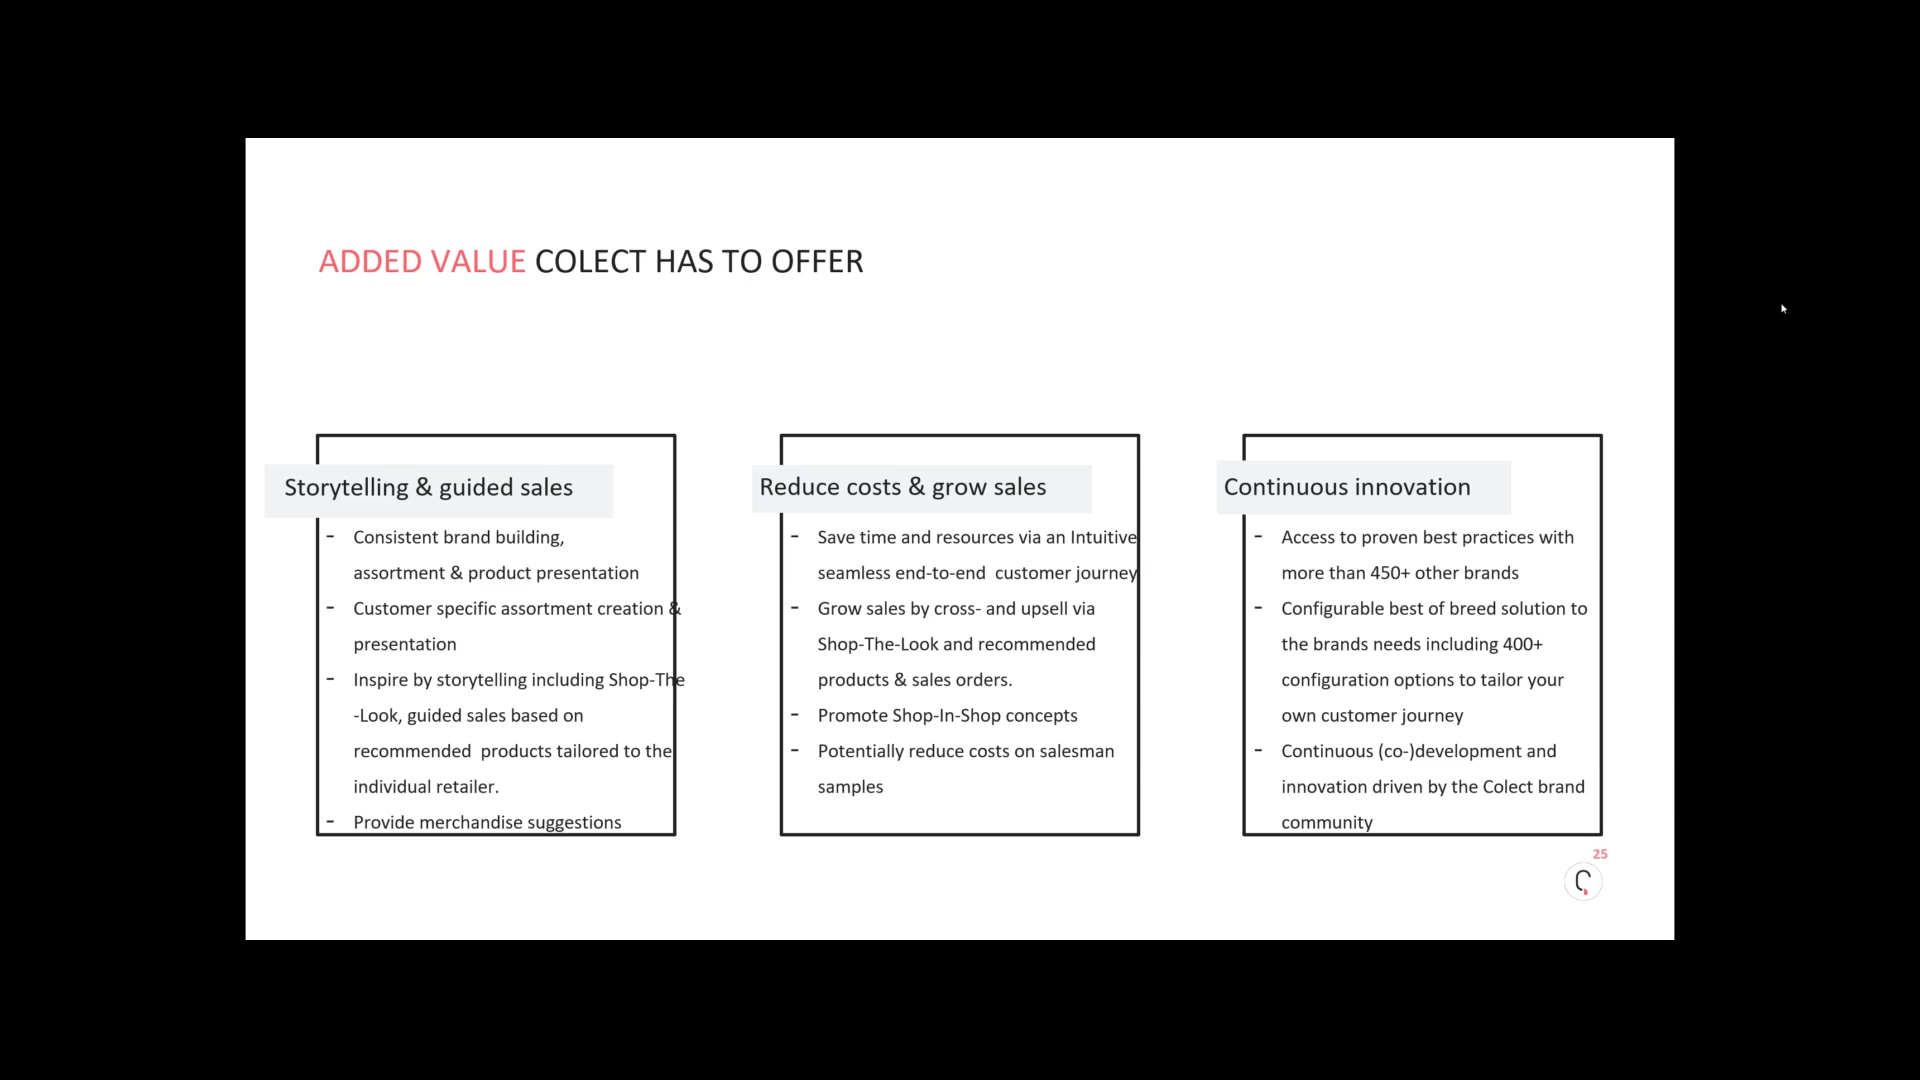 ADDED VALUE COLECT HAS TO OFFER
Storytelling & guided sales
- Consistent brand building,
assortment & product presentation
- Customer specific assortment creation &
presentation
- Inspire by storytelling including Shop-The
-Look, guided sales based on
recommended  products tailored to the
individual retailer.
- Provide merchandise suggestions
Reduce costs & grow sales
- Save time and resources via an Intuitive
seamless end-to-end  customer journey
- Grow sales by cross- and upsell via
Shop-The-Look and recommended
products & sales orders.
- Promote Shop-In-Shop concepts
- Potentially reduce costs on salesman
samples
Continuous innovation
- Access to proven best practices with
more than 450+ other brands
- Configurable best of breed solution to
the brands needs including 400+
configuration options to tailor your
own customer journey
- Continuous (co-)development and
innovation driven by the Colect brand
community
25